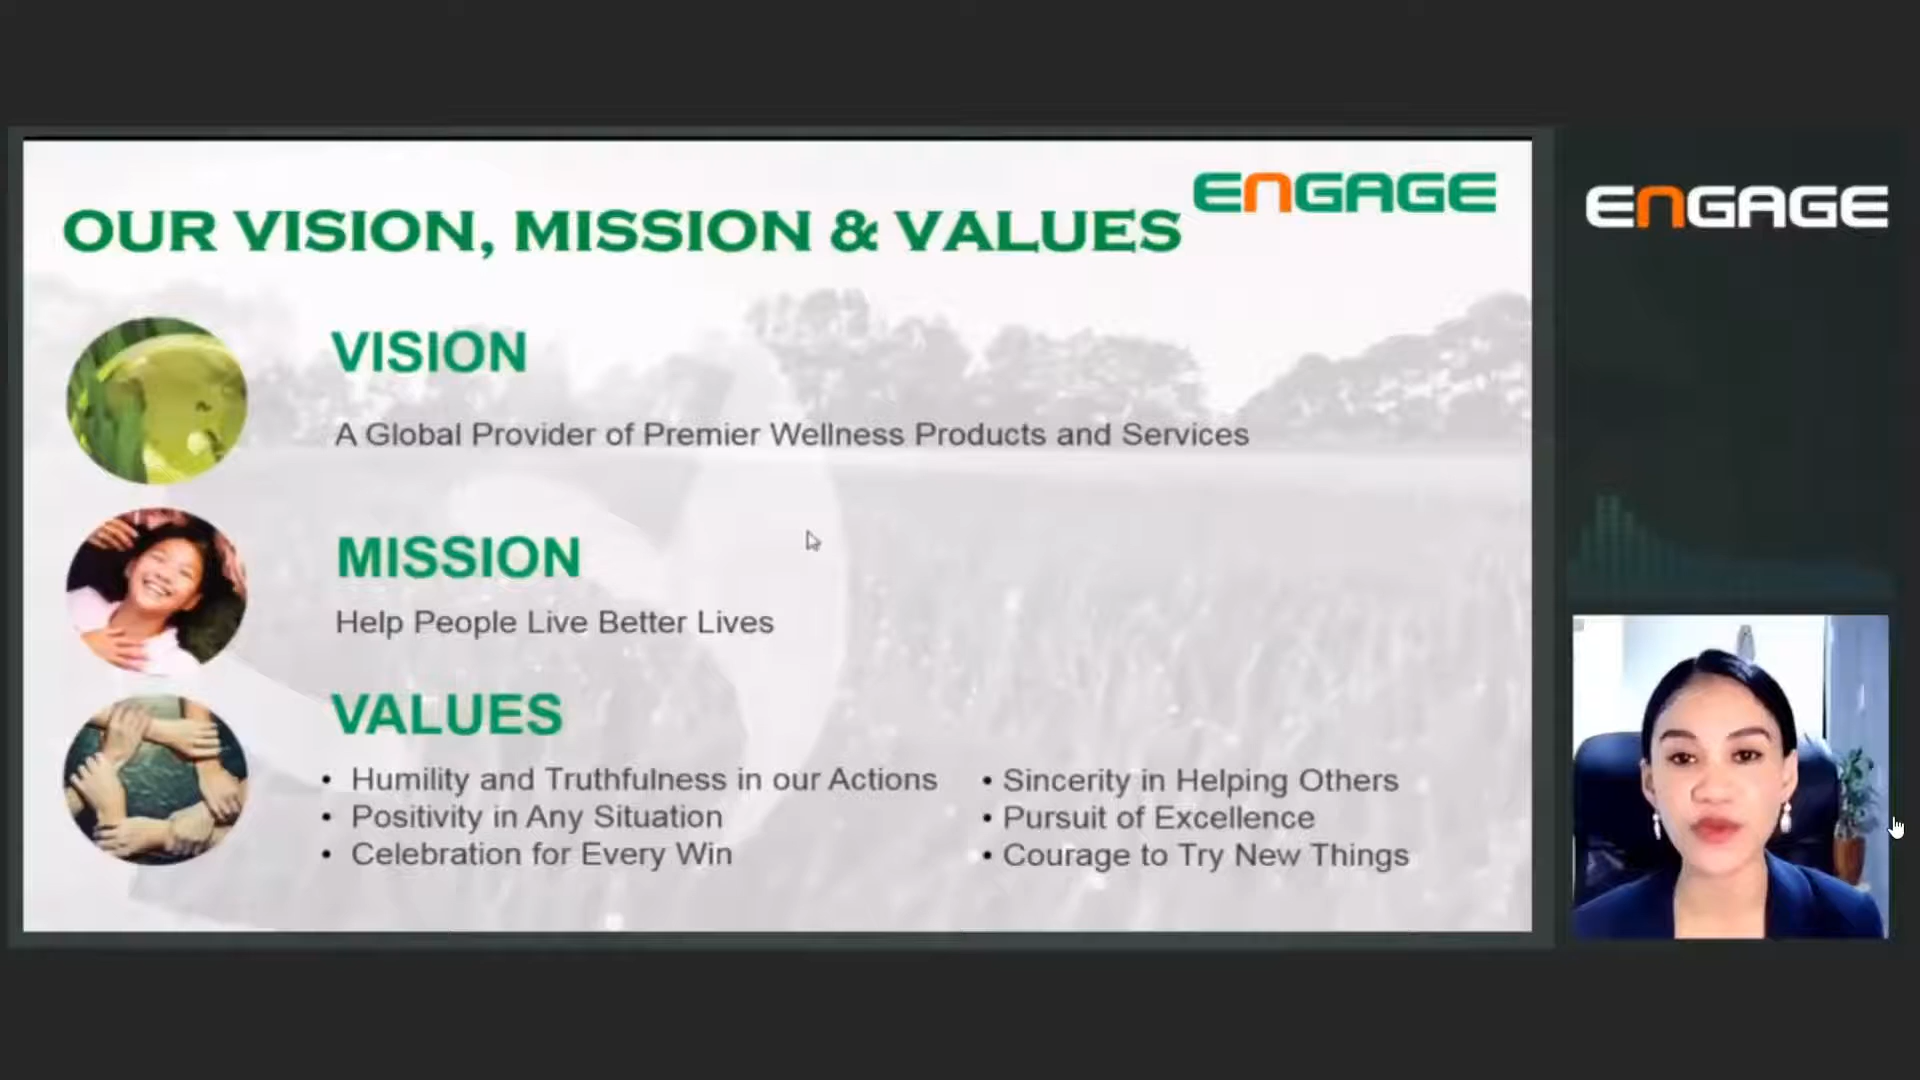 ENGAGE
OUR VISION, MISSION & VALUES
ENGAGE
VISION
A Global Provider of Premier Wellness Products and Services
MISSION
Help People Live Better Lives
VALUES
• Humility and Truthfulness in our Actions
• Positivity in Any Situation
• Celebration for Every Win
• Sincerity in Helping Others
• Pursuit of Excellence
• Courage to Try New Things